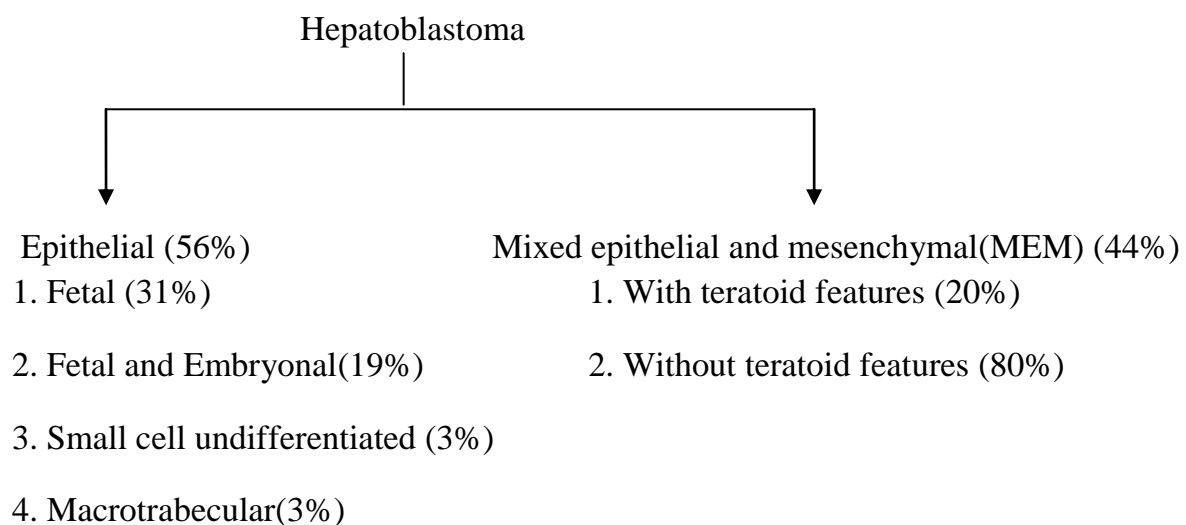 Hepatoblastoma
Epithelial (56%)
1. Fetal (31%)
2. Fetal and Embryonal(19%)
3. Small cell undifferentiated (3%)
4. Macrotrabecular(3%)
Mixed epithelial and mesenchymal(MEM) (44%)
1. With teratoid features (20%)
2. Without teratoid features (80%)